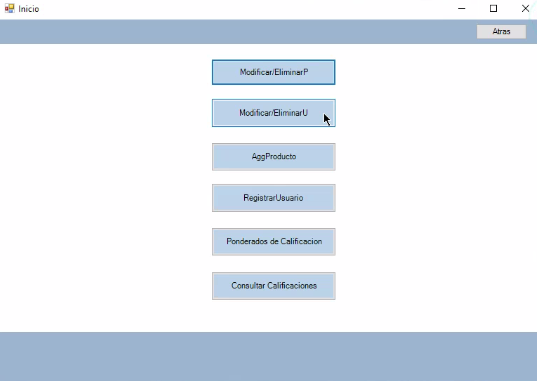 Inicio
Atras
Modificar/EliminarP
Modificar/EliminarU
AggProducto
RegistrarUsuario
Ponderados de Calificacion
Consultar Calificaciones